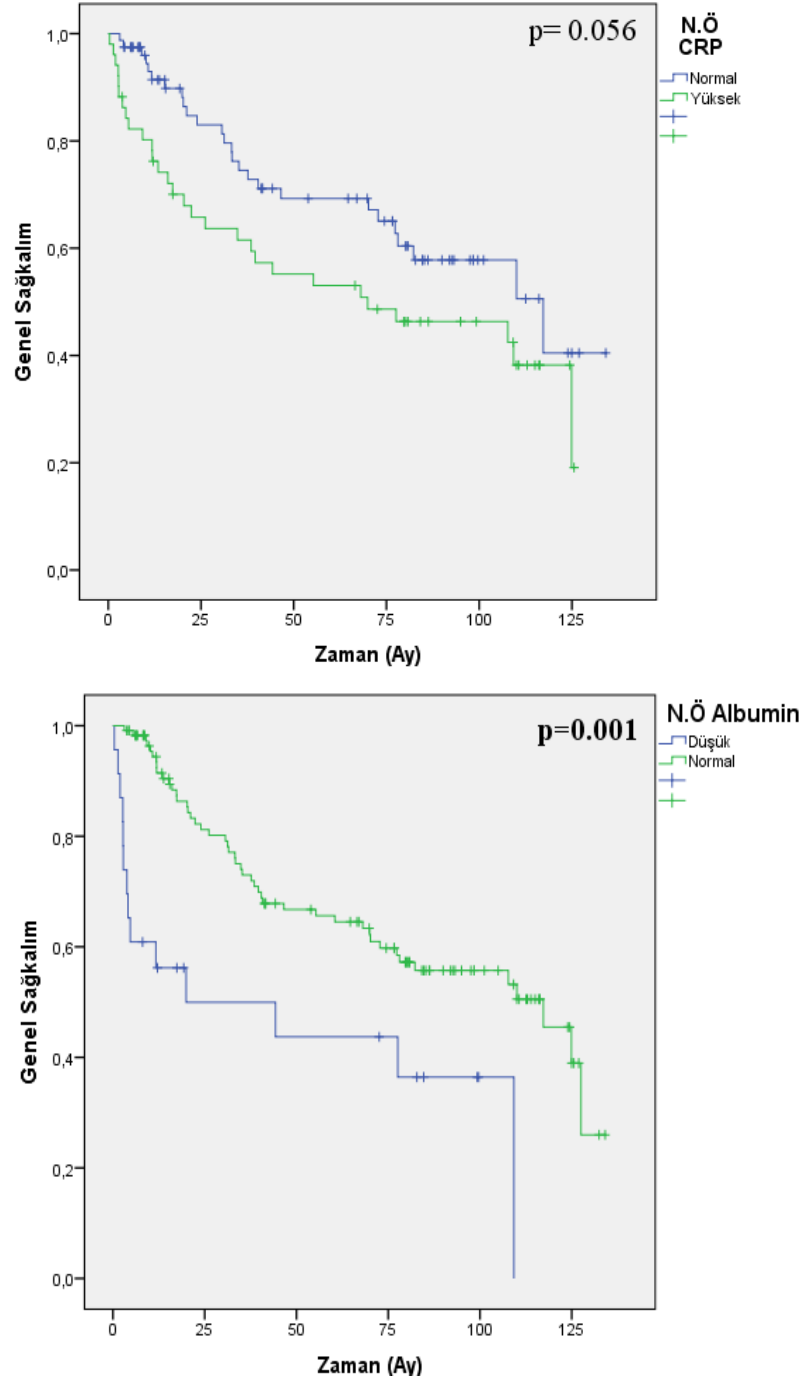 p= 0.056
N.Ö
CRP
Normal
Yüksek
1,0
0,8
0,6
0,4
0,2
0,0
Genel Sağkalım
0 25 50 75 100 125
Zaman (Ay)
p=0.001
N.Ö Albumin
Düşük
Normal
1,0
0,8
0,6
0,4
0,2
0,0
Genel Sağkalım
0 25 50 75 100 125
Zaman (Ay)